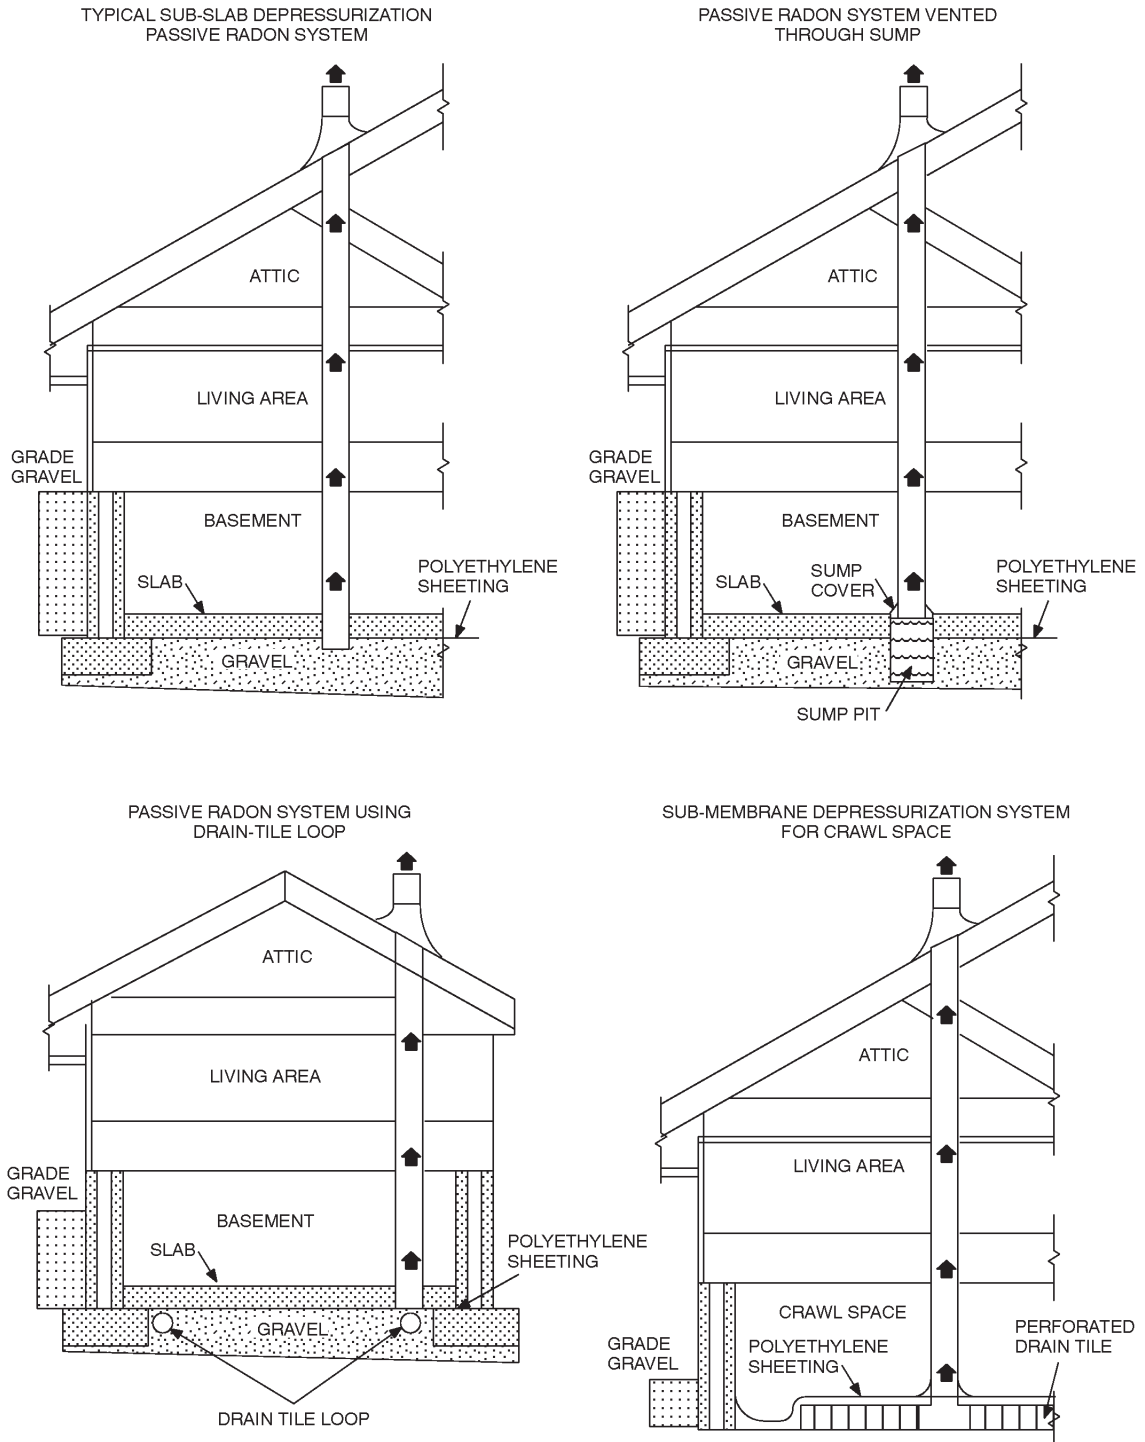 TYPICAL SUB-SLAB DEPRESSURIZATION
PASSIVE RADON SYSTEM
ATTIC
LIVING AREA
GRADE
GRAVEL
BASEMENT
SLAB
POLYETHYLENE
SHEETING
GRAVEL
PASSIVE RADON SYSTEM VENTED
THROUGH SUMP
ATTIC
LIVING AREA
GRADE
GRAVEL
BASEMENT
SLAB
SUMP
COVER
POLYETHYLENE
SHEETING
GRAVEL
SUMP PIT
PASSIVE RADON SYSTEM USING
DRAIN-TILE LOOP
ATTIC
LIVING AREA
GRADE
GRAVEL
BASEMENT
SLAB
POLYETHYLENE
SHEETING
GRAVEL
DRAIN TILE LOOP
SUB-MEMBRANE DEPRESSURIZATION SYSTEM
FOR CRAWL SPACE
ATTIC
LIVING AREA
CRAWL SPACE
GRADE
GRAVEL
POLYETHYLENE
SHEETING
PERFORATED
DRAIN TILE